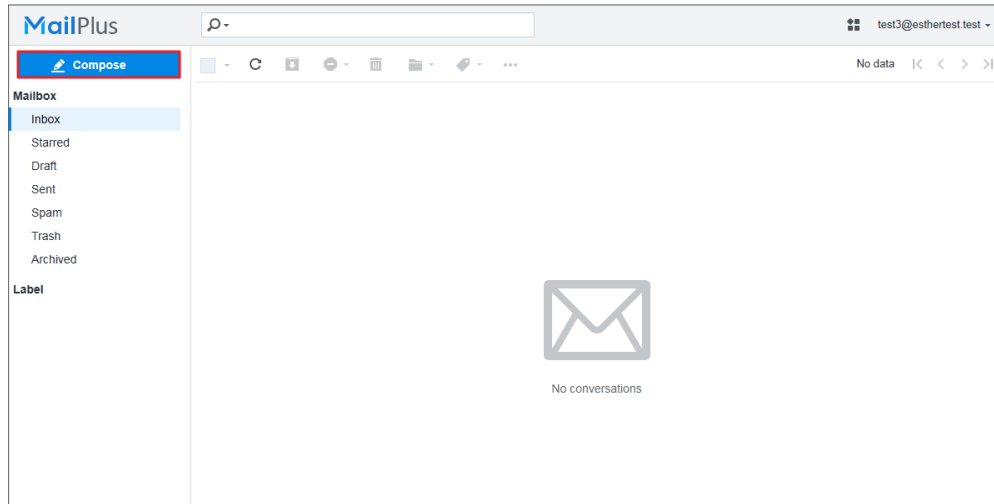 MailPlus
test3@esthertest.test
Compose
No data
Mailbox
Inbox
Starred
Draft
Sent
Spam
Trash
Archived
Label
No conversations